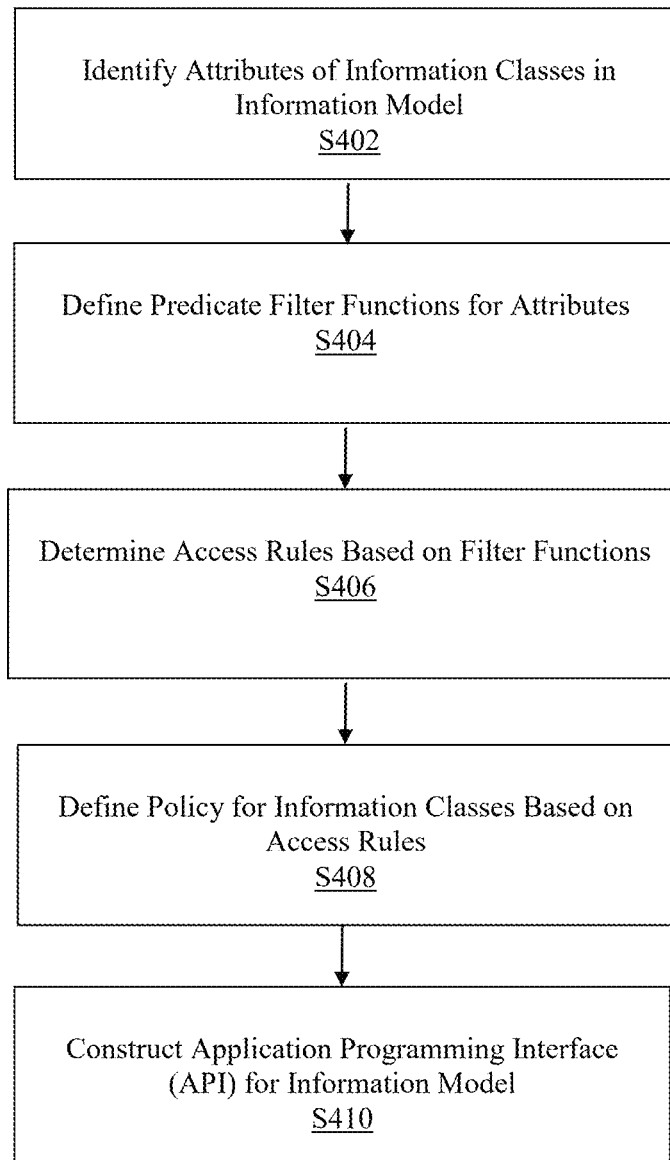 Identify Attributes of Information Classes in
Information Model
S402
Define Predicate Filter Functions for Attributes
S404
Determine Access Rules Based on Filter Functions
S406
Define Policy for Information Classes Based on
Access Rules
S408
Construct Application Programming Interface
(API) for Information Model
S410